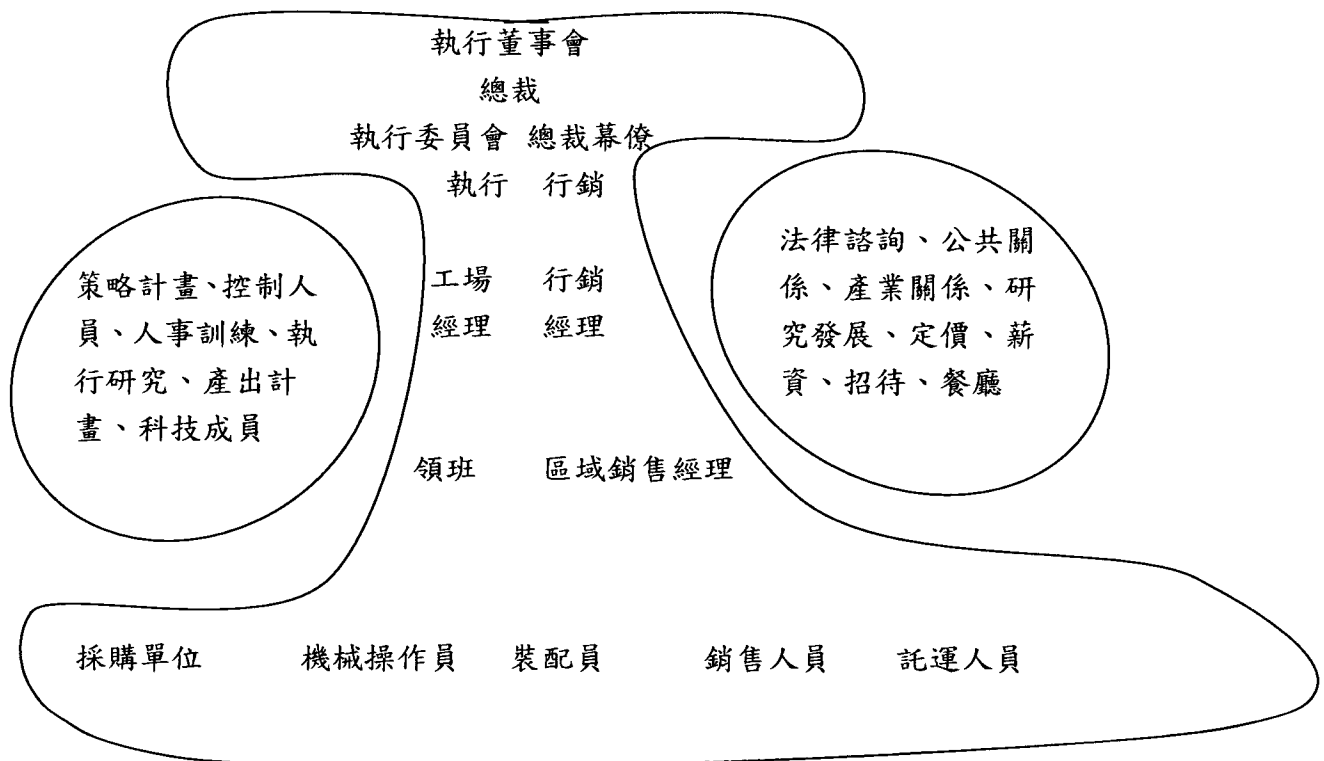 執行董事會
總裁
執行委員會 總裁幕僚
執行 行銷
工場 行銷
經理 經理
領班 區域銷售經理
策略計畫、控制人
員、人事訓練、執
行研究、產出計
畫、科技成員
法律諮詢、公共關
係、產業關係、研
究發展、定價、薪
資、招待、餐廳
採購單位 機械操作員 裝配員 銷售人員 託運人員